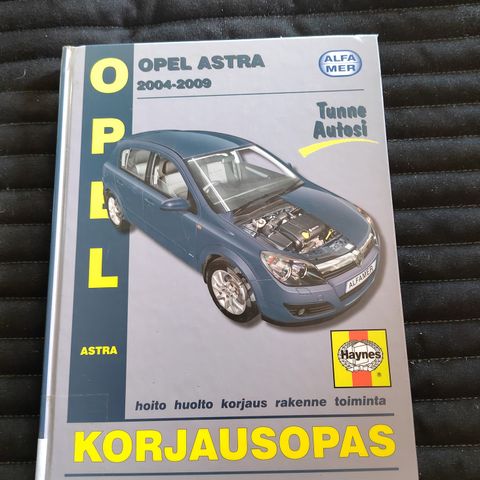 OPEL
OPEL ASTRA
2004-2009
ALFA
MER
Tunne
Autosi
ALFAMER
ASTRA
Haynes
®
hoito huolto korjaus rakenne toiminta
KORJAUSOPAS